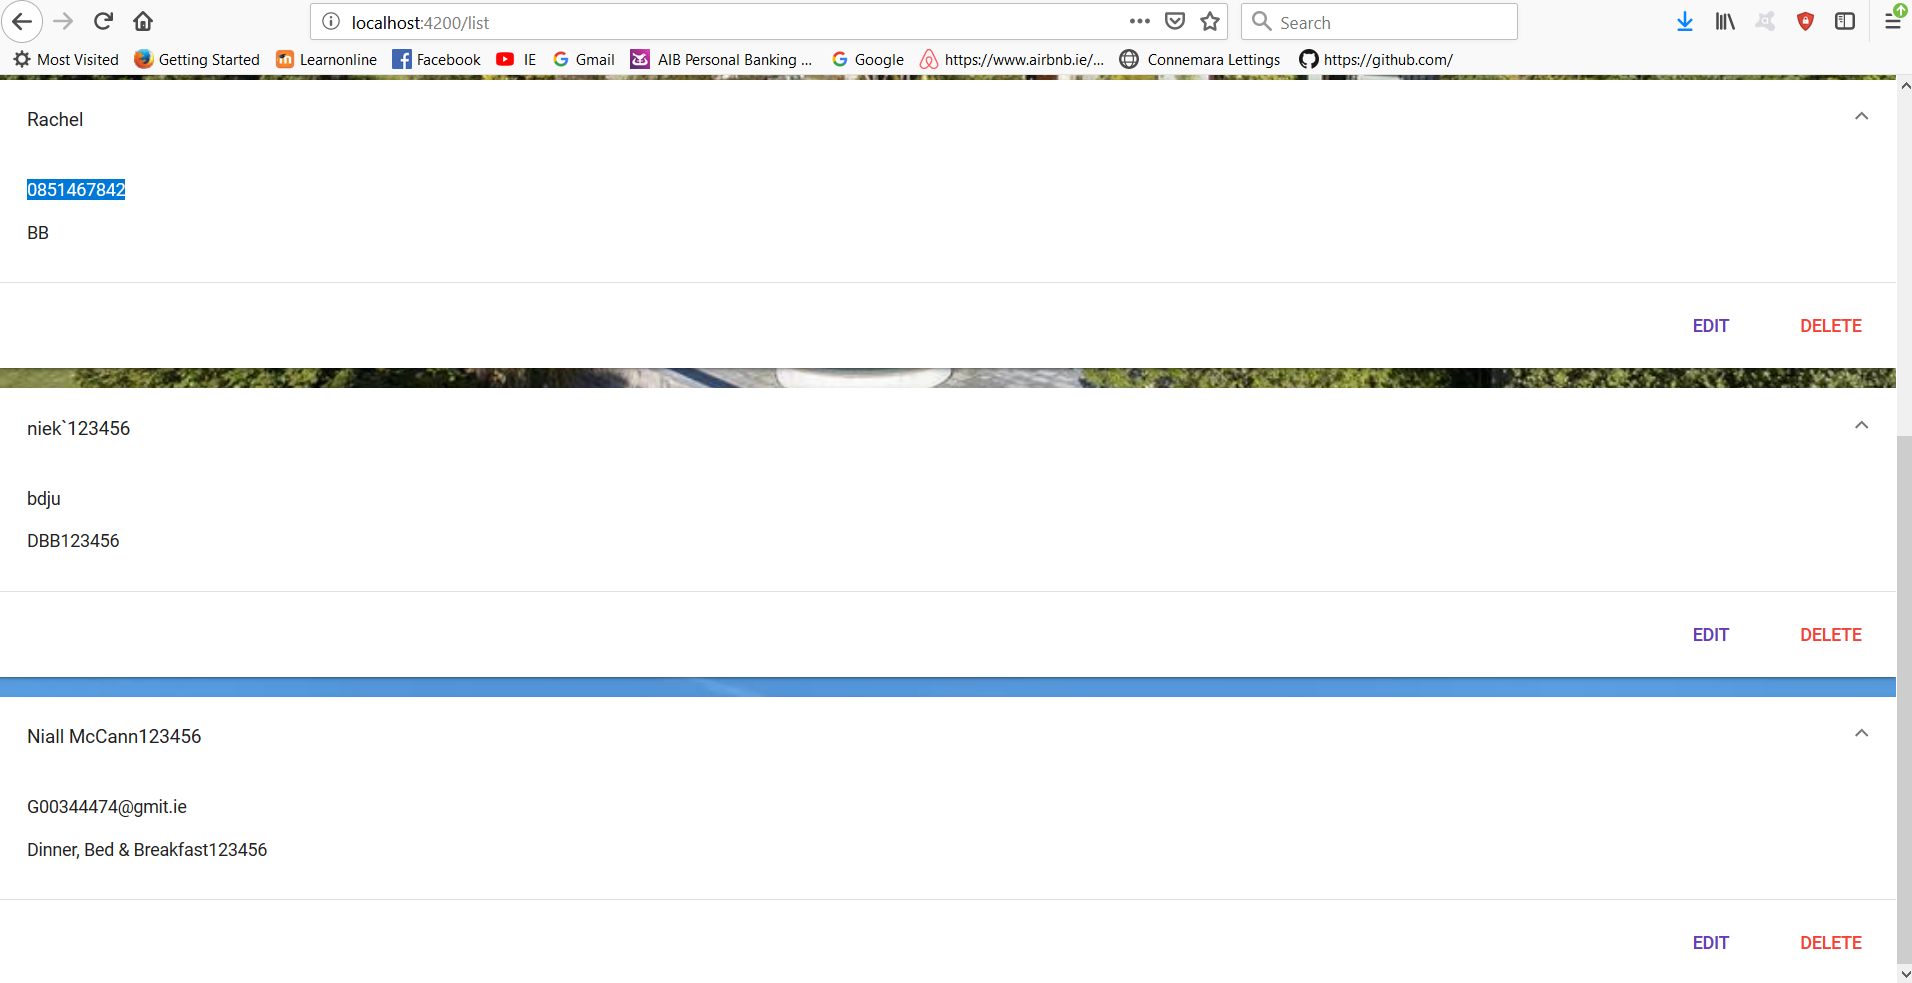 localhost:4200/list
Search
Most Visited Getting Started Learnonline Facebook IE Gmail AIB Personal Banking ... Google https://www.airbnb.ie/... Connemara Lettings https://github.com/
Rachel
0851467842
BB
EDIT DELETE
niek`123456
bdju
DBB123456
EDIT DELETE
Niall McCann123456
G00344474@gmit.ie
Dinner, Bed & Breakfast123456
EDIT DELETE